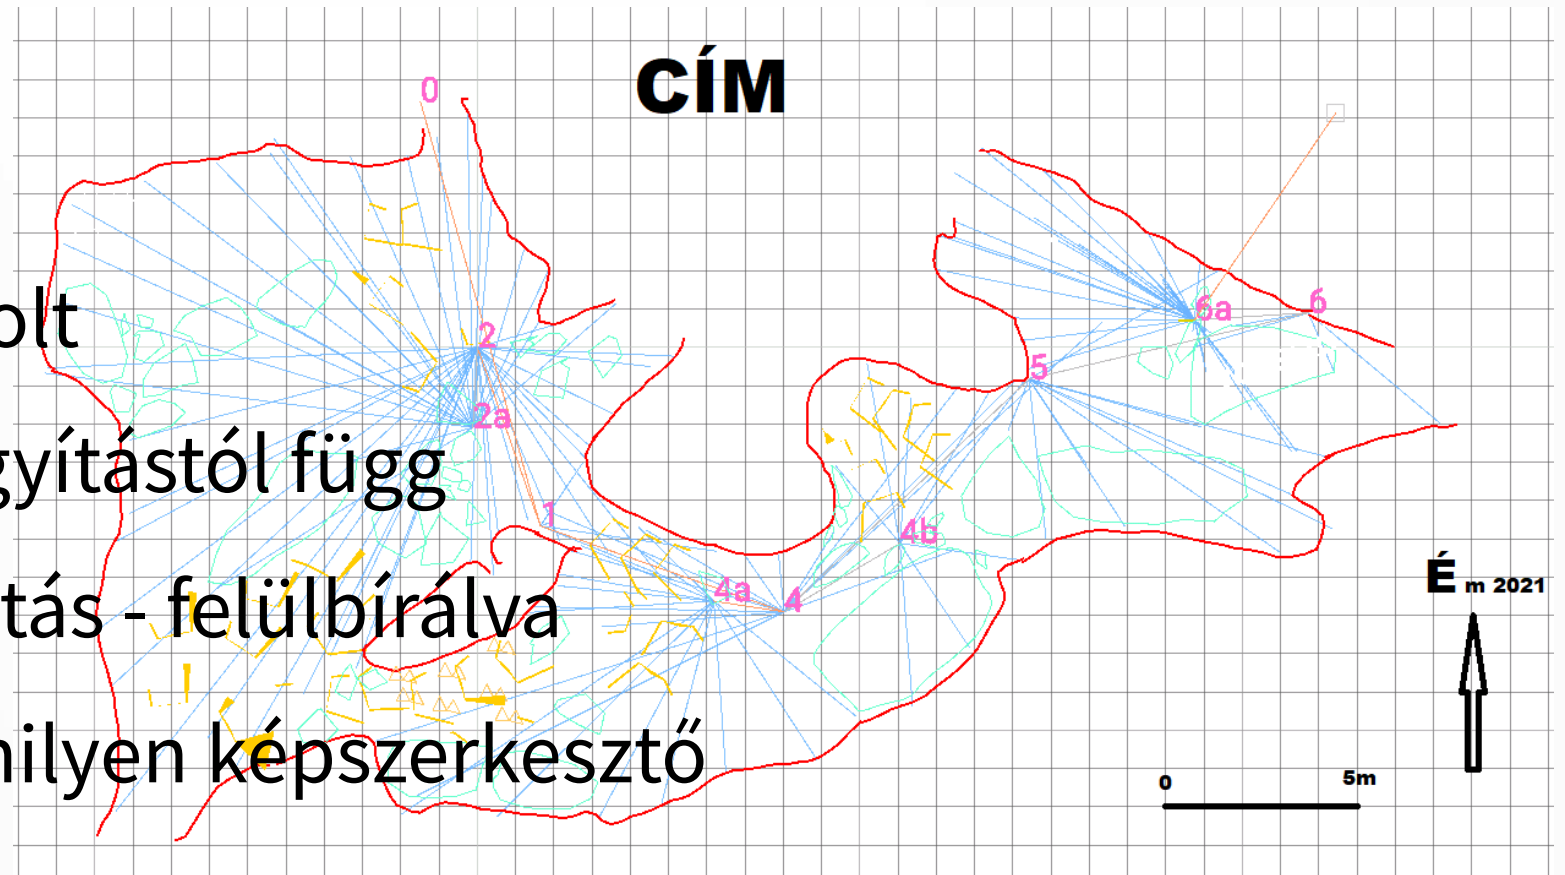 CÍM
0
2
2a
1
4a
4
4b
5
6a
6
olt
gyítástól függ
tás - felülbírálva
nilyen képszerkesztő
É m 2021
0 5m